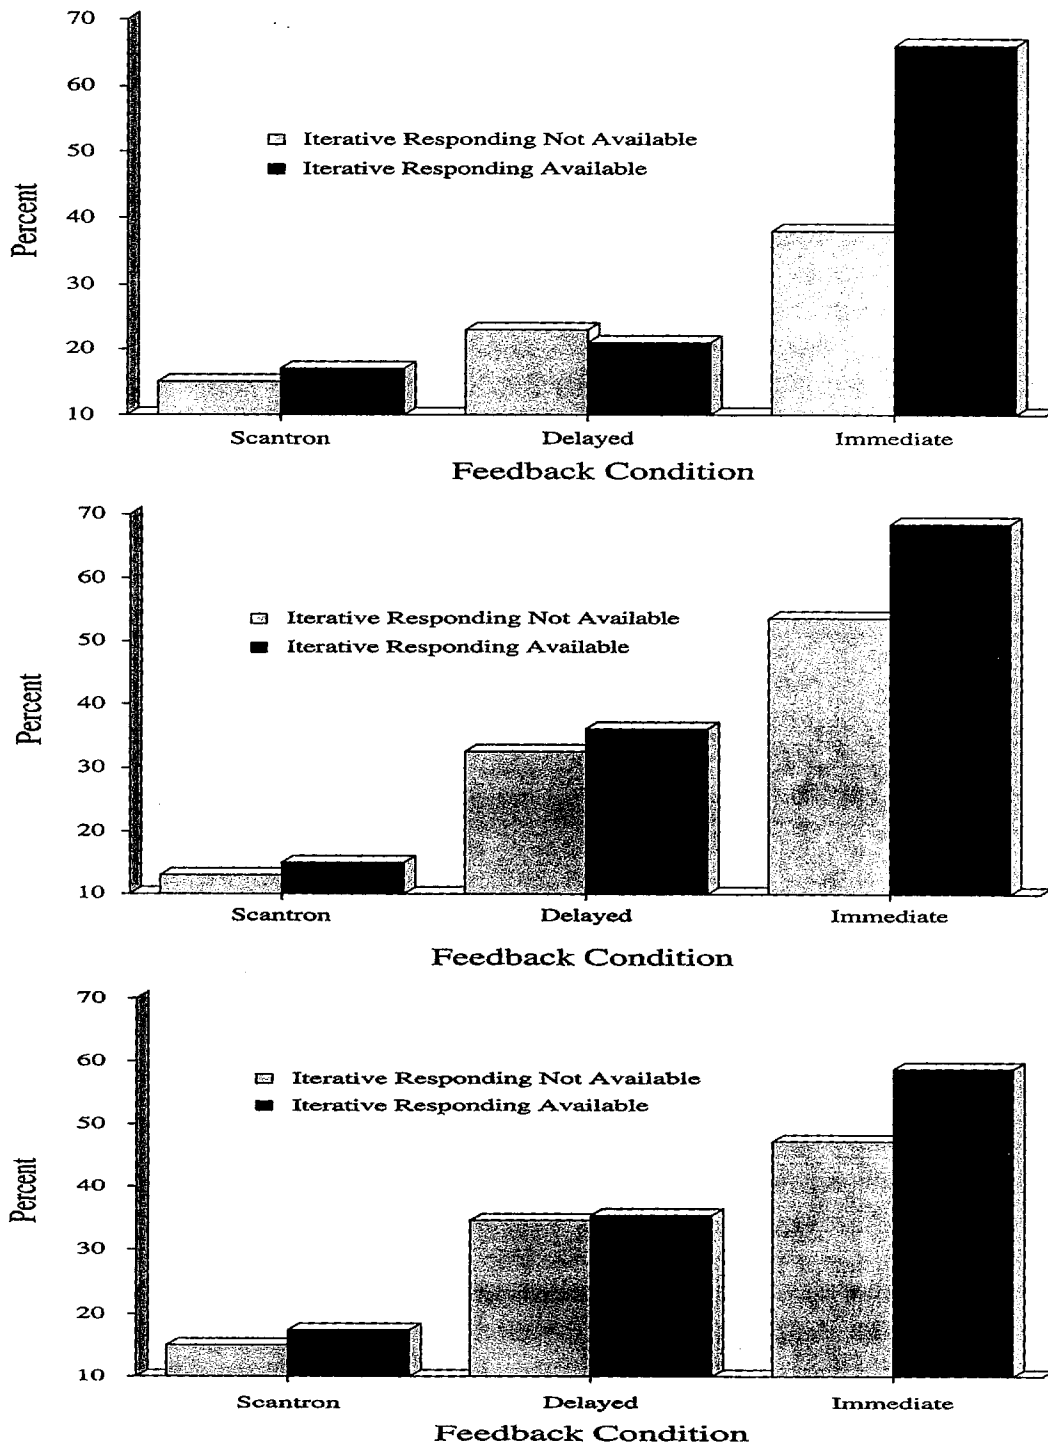 70
60
50
40
30
20
10
Percent
Iterative Responding Not Available
Iterative Responding Available
Scantron Delayed Immediate
Feedback Condition
70
60
50
40
30
20
10
Percent
Iterative Responding Not Available
Iterative Responding Available
Scantron Delayed Immediate
Feedback Condition
70
60
50
40
30
20
10
Percent
Iterative Responding Not Available
Iterative Responding Available
Scantron Delayed Immediate
Feedback Condition